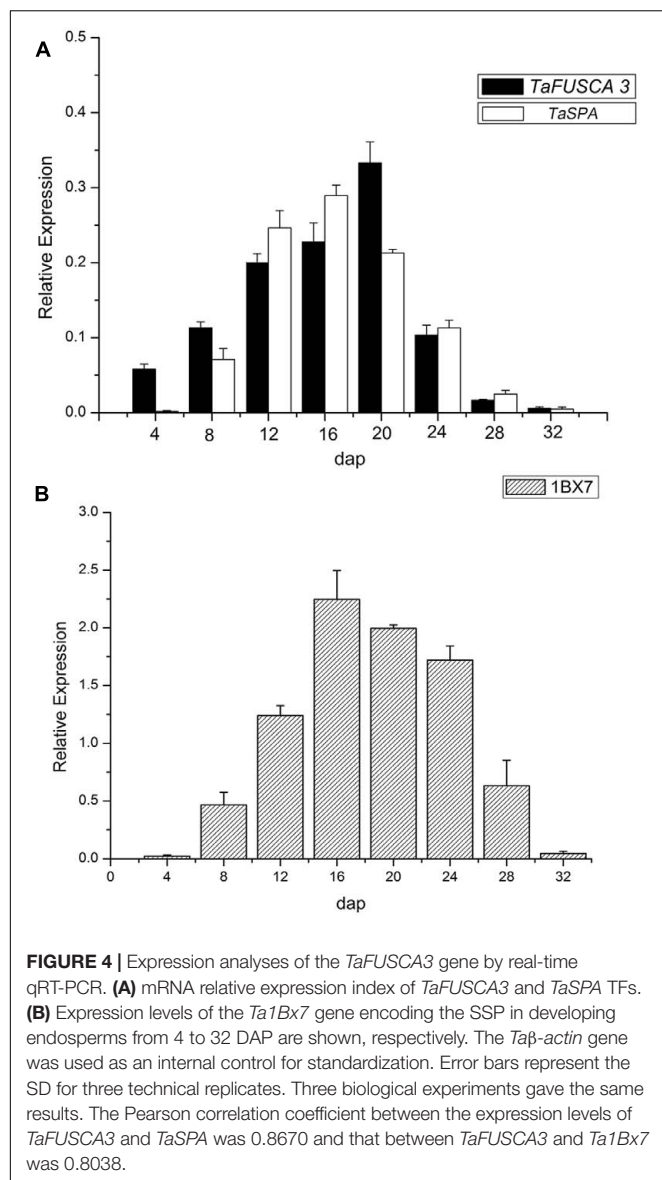 A
0.5
0.4
0.3
0.2
0.1
0.0
Relative Expression
TaFUSCA 3
TaSPA
4 8 12 16 20 24 28 32
dap
B
1BX7
3.0
2.5
2.0
1.5
1.0
0.5
0.0
Relative Expression
0 4 8 12 16 20 24 28 32
dap
FIGURE 4 | Expression analyses of the TaFUSCA3 gene by real-time
qRT-PCR. (A) mRNA relative expression index of TaFUSCA3 and TaSPA TFs.
(B) Expression levels of the Ta1Bx7 gene encoding the SSP in developing
endosperms from 4 to 32 DAP are shown, respectively. The Taβ-actin gene
was used as an internal control for standardization. Error bars represent the
SD for three technical replicates. Three biological experiments gave the same
results. The Pearson correlation coefficient between the expression levels of
TaFUSCA3 and TaSPA was 0.8670 and that between TaFUSCA3 and Ta1Bx7
was 0.8038.